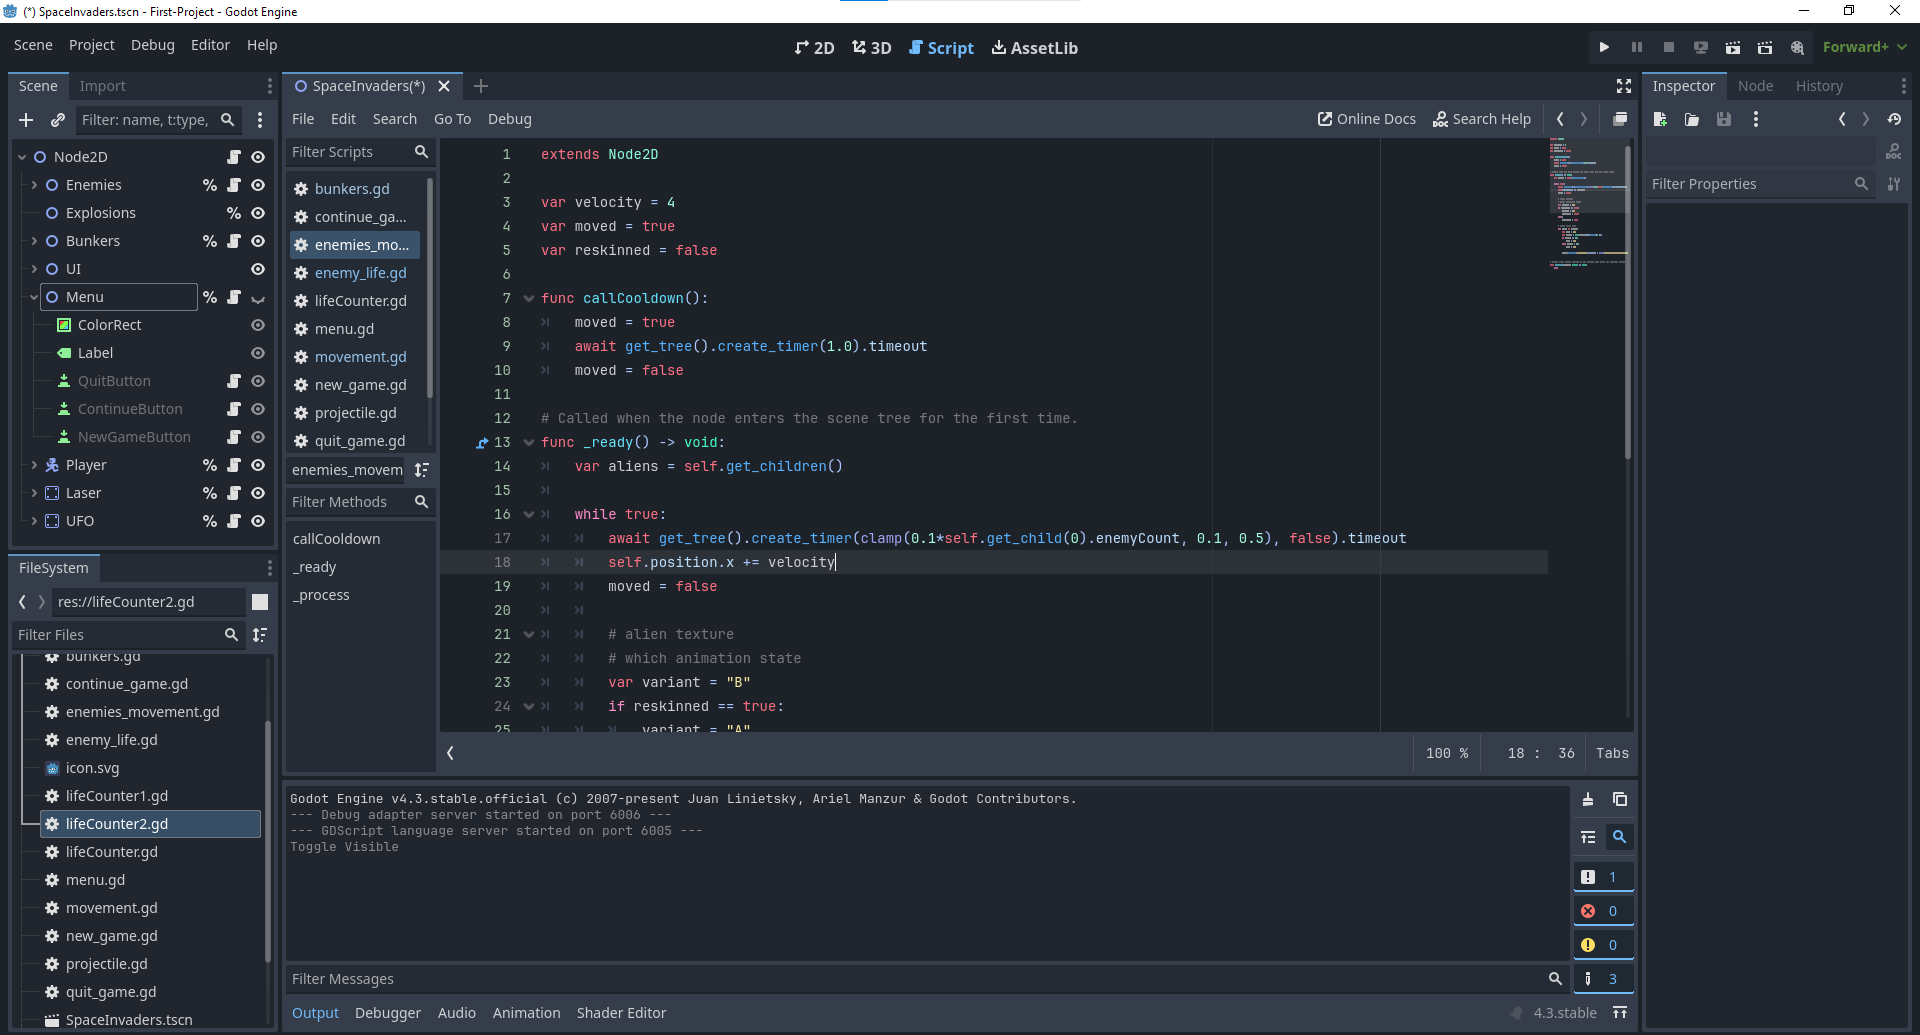 (*) SpaceInvaders.tscn - First-Project - Godot Engine
Scene Project Debug Editor Help
2D 3D Script AssetLib
Forward+
Scene Import
Filter: name, t:type,
Node2D
Enemies
Explosions
Bunkers
UI
Menu
ColorRect
Label
QuitButton
ContinueButton
NewGameButton
Player
Laser
UFO
FileSystem
res://lifeCounter2.gd
Filter Files
bunkers.gd
continue_game.gd
enemies_movement.gd
enemy_life.gd
icon.svg
lifeCounter1.gd
lifeCounter2.gd
lifeCounter.gd
menu.gd
movement.gd
new_game.gd
projectile.gd
quit_game.gd
SpaceInvaders.tscn
SpaceInvaders(*)
File Edit Search Go To Debug
Online Docs Search Help
Filter Scripts
bunkers.gd
continue_ga...
enemies_mo...
enemy_life.gd
lifeCounter.gd
menu.gd
movement.gd
new_game.gd
projectile.gd
quit_game.gd
enemies_movem
Filter Methods
callCooldown
_ready
_process
1 extends Node2D
2
3 var velocity = 4
4 var moved = true
5 var reskinned = false
6
7 func callCooldown():
8 moved = true
9 await get_tree().create_timer(1.0).timeout
10 moved = false
11
12 # Called when the node enters the scene tree for the first time.
13 func _ready() -> void:
14 var aliens = self.get_children()
15
16 while true:
17 await get_tree().create_timer(clamp(0.1*self.get_child(0).enemyCount, 0.1, 0.5), false).timeout
18 self.position.x += velocity
19 moved = false
20
21 # alien texture
22 # which animation state
23 var variant = "B"
24 if reskinned == true:
25 variant = "A"
100 % 18 : 36 Tabs
Godot Engine v4.3.stable.official (c) 2007-present Juan Linietsky, Ariel Manzur & Godot Contributors.
--- Debug adapter server started on port 6006 ---
--- GDScript language server started on port 6005 ---
Toggle Visible
1
0
0
3
Filter Messages
Output Debugger Audio Animation Shader Editor
4.3.stable
Inspector Node History
DOC
Filter Properties